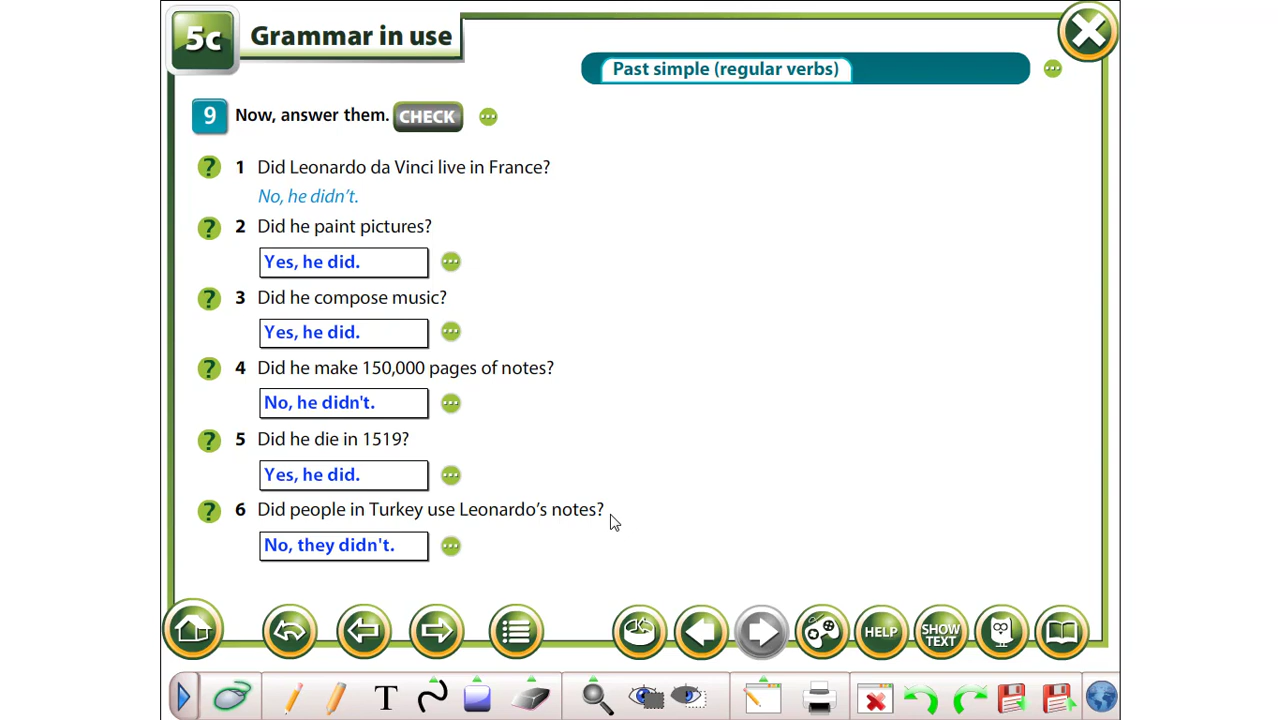 5c Grammar in use
Past simple (regular verbs)
9 Now, answer them. CHECK
? 1 Did Leonardo da Vinci live in France?
No, he didn't.
? 2 Did he paint pictures?
Yes, he did.
? 3 Did he compose music?
Yes, he did.
? 4 Did he make 150,000 pages of notes?
No, he didn't.
? 5 Did he die in 1519?
Yes, he did.
? 6 Did people in Turkey use Leonardo's notes?
No, they didn't.
HELP SHOW TEXT
T